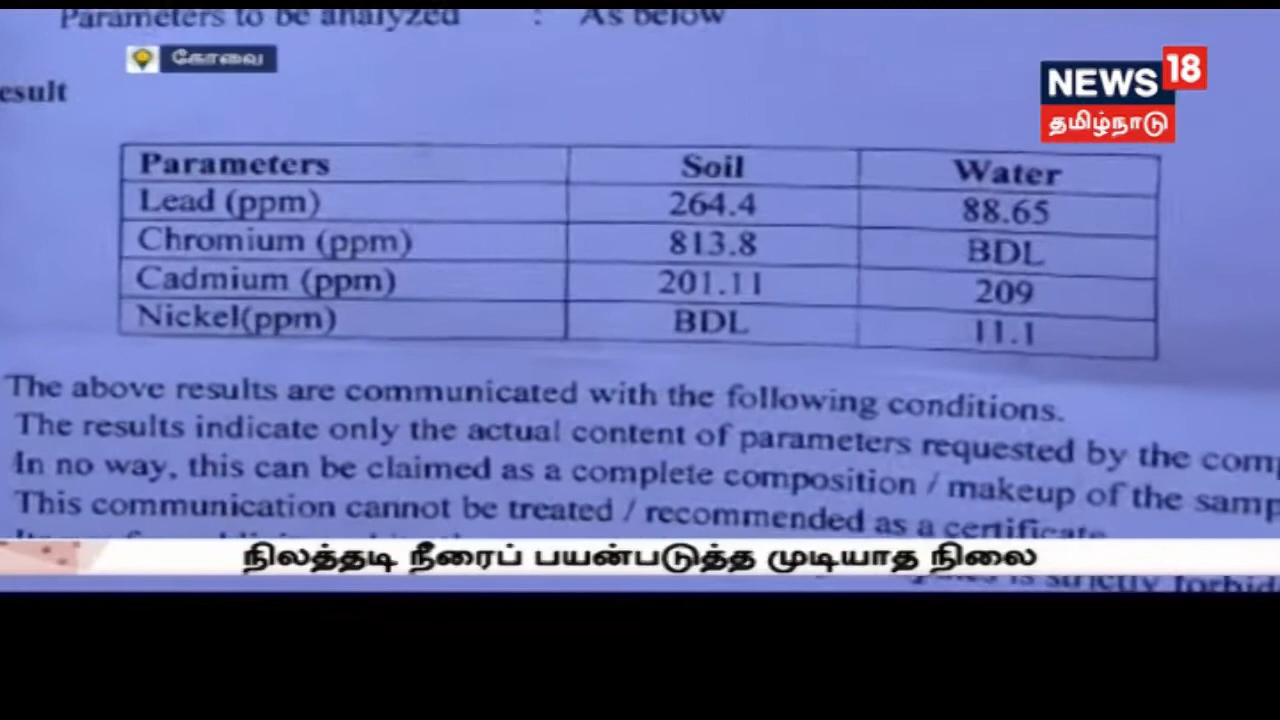 Parameters to be analyzed : As below
கோவை
NEWS 18
தமிழ்நாடு
esult
Parameters Soil Water
Lead (ppm) 264.4 88.65
Chromium (ppm) 813.8 BDL
Cadmium (ppm) 201.11 209
Nickel(ppm) BDL 11.1
The above results are communicated with the following conditions.
The results indicate only the actual content of parameters requested by the comp
In no way, this can be claimed as a complete composition / makeup of the samp
This communication cannot be treated / recommended as a certificate
நிலத்தடி நீரைப் பயன்படுத்த முடியாத நிலை
is strictly forbid